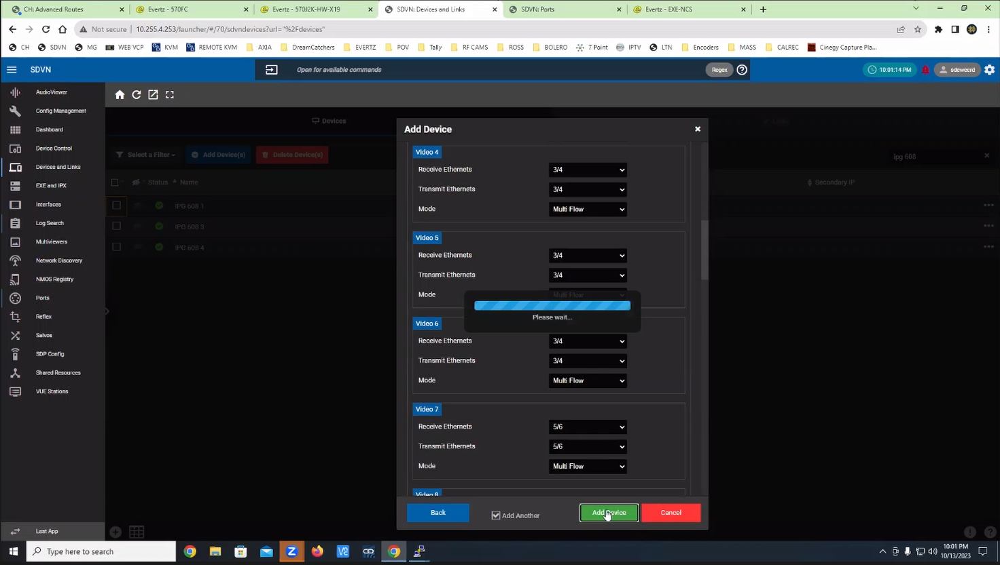 CH: Advanced Routes
Evertz - 570FC
Evertz - 570J2K-HW-X19
SDVN: Devices and Links
SDVN: Ports
Evertz - EXE-NCS
Not secure
10.255.4.253/launcher/#/70/sdvndevices?url="%2Fdevices"
CH
SDVN
MG
WEB VCP
KVM
REMOTE KVM
AXIA
DreamCatchers
EVERTZ
POV
Tally
RF CAMS
ROSS
BOLERO
7 Point
IPTV
LTN
Encoders
MASS
CALREC
Cinegy Capture Pla...
SDVN
Open for available commands
Regex
10:01:14 PM
sdeweerd
AudioViewer
Config Management
Dashboard
Device Control
Devices and Links
EXE and IPX
Interfaces
Log Search
Multiviewers
Network Discovery
NMOS Registry
Ports
Reflex
Salvos
SDP Config
Shared Resources
VUE Stations
Last App
Devices
Links
Select a Filter
Add Device(s)
Delete Device(s)
ipg 608
Status
Name
Secondary IP
IPG 608 1
IPG 608 3
IPG 608 4
Add Device
Video 4
Receive Ethernets 3/4
Transmit Ethernets 3/4
Mode Multi Flow
Video 5
Receive Ethernets 3/4
Transmit Ethernets 3/4
Mode Multi Flow
Please wait...
Video 6
Receive Ethernets 3/4
Transmit Ethernets 3/4
Mode Multi Flow
Video 7
Receive Ethernets 5/6
Transmit Ethernets 5/6
Mode Multi Flow
Video 8
Back
Add Another
Add Device
Cancel
Type here to search
10:01 PM
10/13/2023